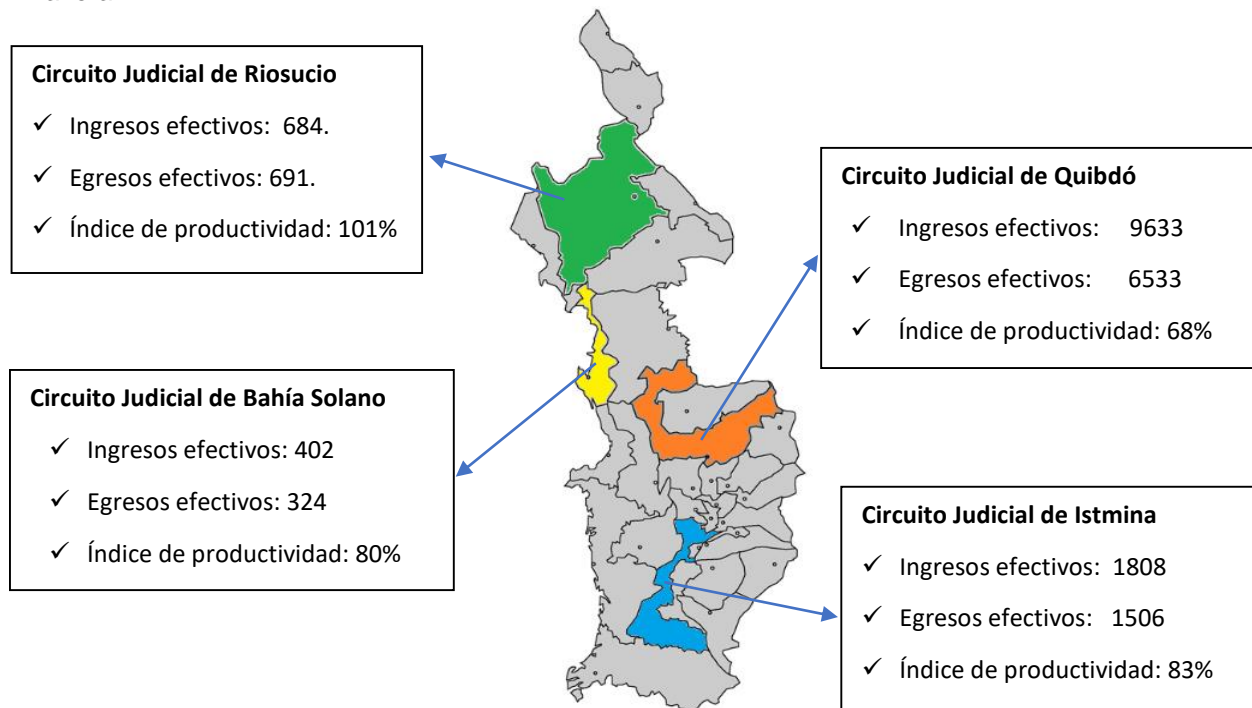 Circuito Judicial de Riosucio
✓ Ingresos efectivos: 684.
✓ Egresos efectivos: 691.
✓ Índice de productividad: 101%
Circuito Judicial de Quibdó
✓ Ingresos efectivos: 9633
✓ Egresos efectivos: 6533
✓ Índice de productividad: 68%
Circuito Judicial de Bahía Solano
✓ Ingresos efectivos: 402
✓ Egresos efectivos: 324
✓ Índice de productividad: 80%
Circuito Judicial de Istmina
✓ Ingresos efectivos: 1808
✓ Egresos efectivos: 1506
✓ Índice de productividad: 83%